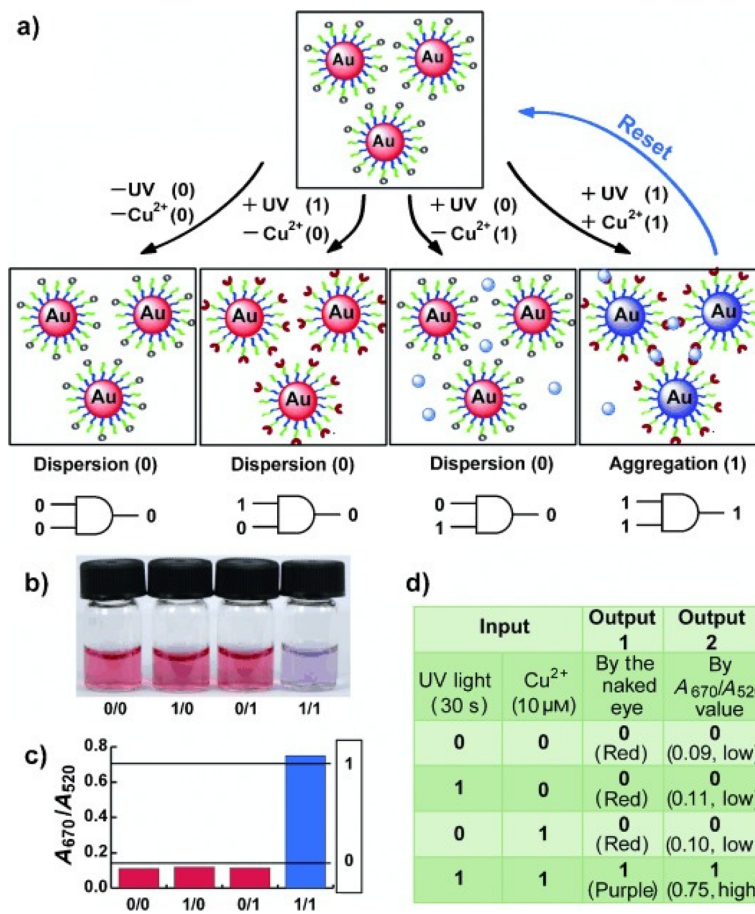 a)
Au Au
Au
Reset
−UV (0)
−Cu²⁺(0)
+UV (1)
−Cu²⁺(0)
+UV (0)
−Cu²⁺(1)
+UV (1)
+Cu²⁺(1)
Au Au
Au
Au Au
Au
Au Au
Au
Au Au
Au
Dispersion (0) Dispersion (0) Dispersion (0) Aggregation (1)
0
0 0
1
0 0
0
1 0
1
1 1
b)
0/0 1/0 0/1 1/1
c)
A₆₇₀/A₅₂₀
0.8
0.6
0.4
0.2
0.0
1
0
0/0 1/0 0/1 1/1
d)
Input Output 1 Output 2
UV light (30 s) Cu²⁺ (10 µM) By the naked eye By A₆₇₀/A₅₂ value
0 0 0 (Red) 0 (0.09, low)
1 0 0 (Red) 0 (0.11, low
0 1 0 (Red) 0 (0.10, low
1 1 1 (Purple) 1 (0.75, high